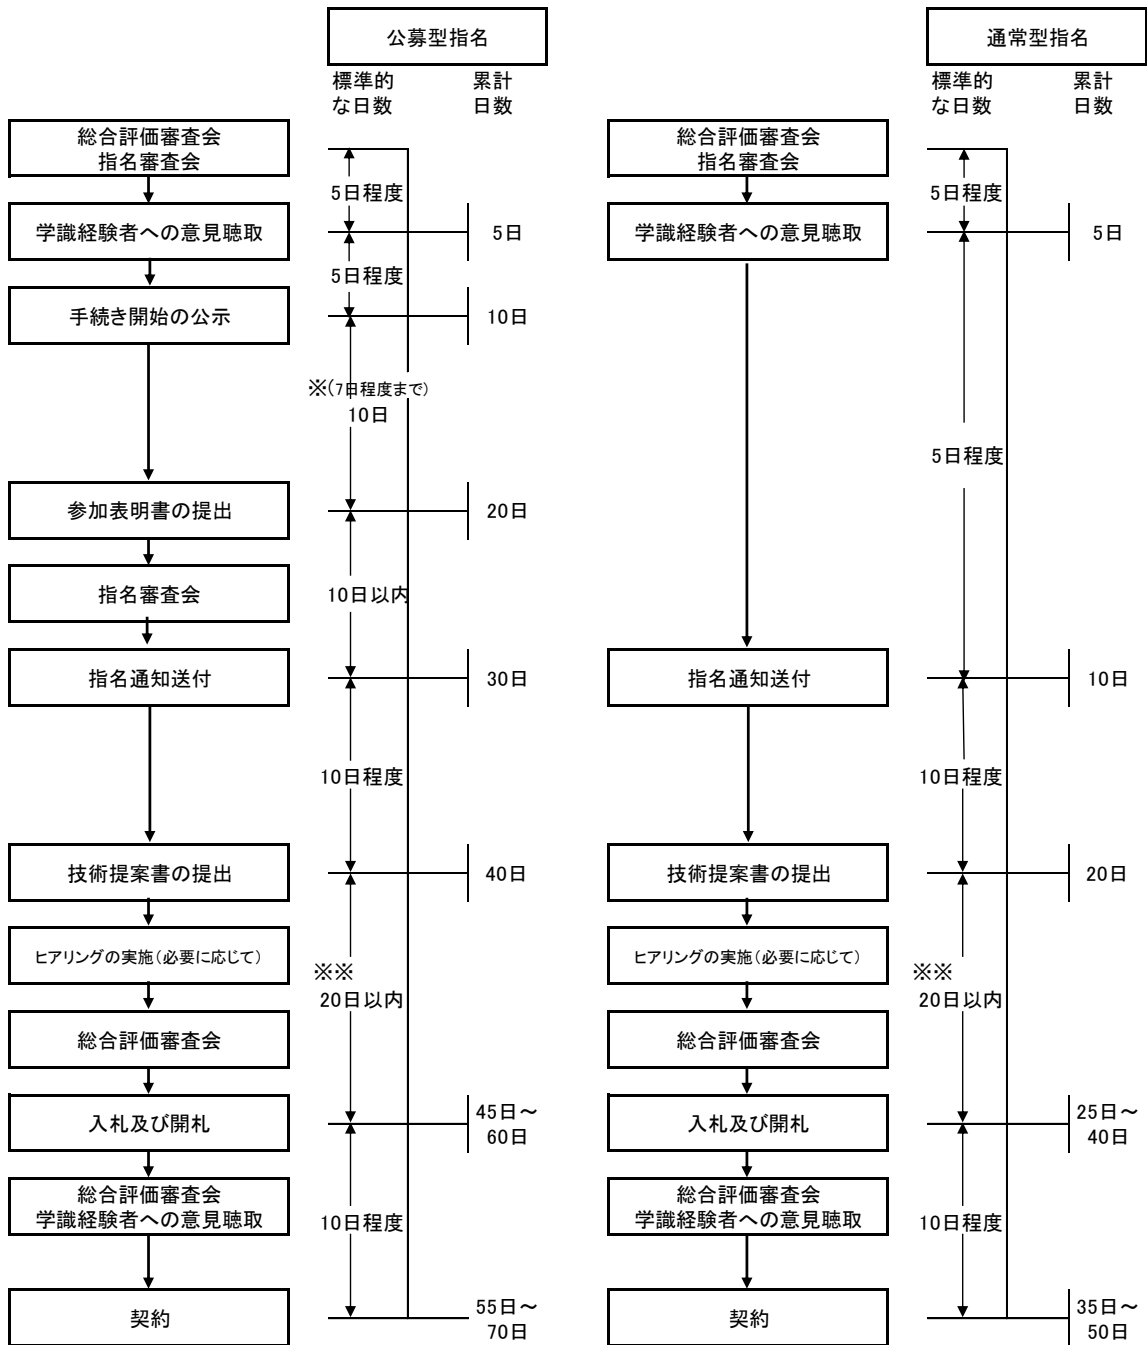 公募型指名
標準的
な日数
累計
日数
総合評価審査会
指名審査会
5日程度
学識経験者への意見聴取
5日
5日程度
手続き開始の公示
10日
※(7日程度まで)
10日
参加表明書の提出
20日
指名審査会
10日以内
指名通知送付
30日
10日程度
技術提案書の提出
40日
ヒアリングの実施(必要に応じて)
※※
20日以内
総合評価審査会
入札及び開札
45日~
60日
総合評価審査会
学識経験者への意見聴取
10日程度
契約
55日~
70日
通常型指名
標準的
な日数
累計
日数
総合評価審査会
指名審査会
5日程度
学識経験者への意見聴取
5日
5日程度
指名通知送付
10日
10日程度
技術提案書の提出
20日
ヒアリングの実施(必要に応じて)
※※
20日以内
総合評価審査会
入札及び開札
25日~
40日
総合評価審査会
学識経験者への意見聴取
10日程度
契約
35日~
50日